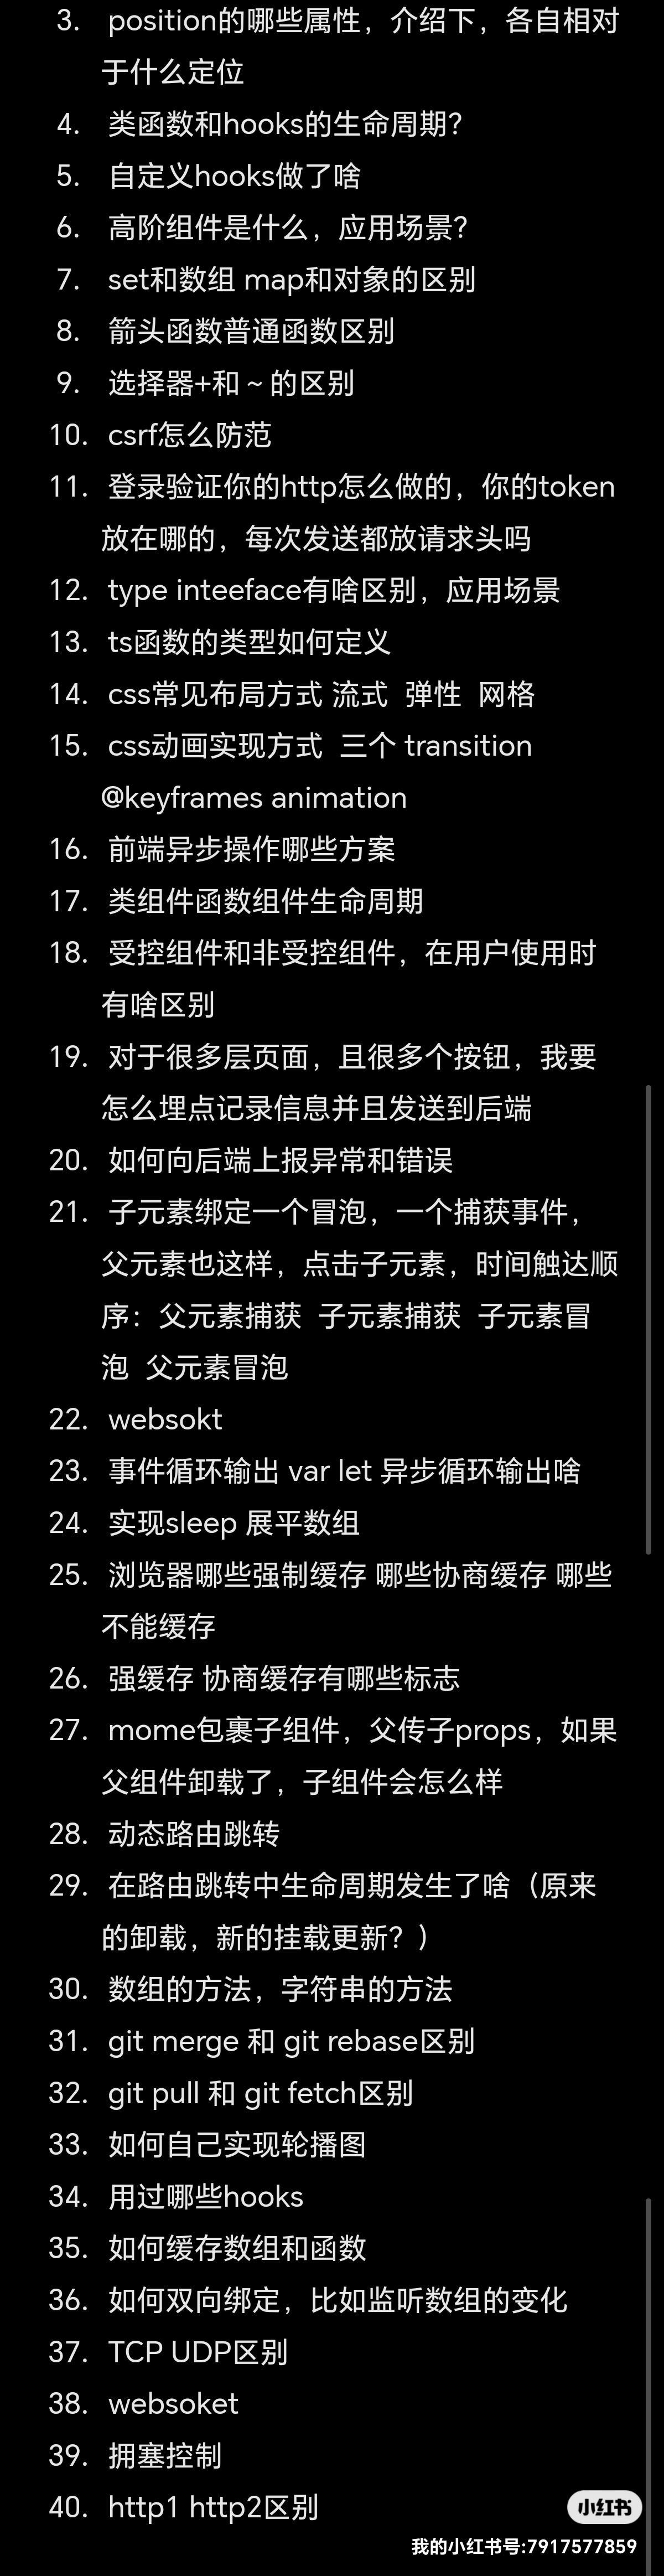 3. position的哪些属性，介绍下，各自相对
于什么定位
4. 类函数和hooks的生命周期？
5. 自定义hooks做了啥
6. 高阶组件是什么，应用场景？
7. set和数组 map和对象的区别
8. 箭头函数普通函数区别
9. 选择器+和～的区别
10. csrf怎么防范
11. 登录验证你的http怎么做的，你的token
放在哪的，每次发送都放请求头吗
12. type inteeface有啥区别，应用场景
13. ts函数的类型如何定义
14. css常见布局方式 流式 弹性 网格
15. css动画实现方式 三个 transition
@keyframes animation
16. 前端异步操作哪些方案
17. 类组件函数组件生命周期
18. 受控组件和非受控组件，在用户使用时
有啥区别
19. 对于很多层页面，且很多个按钮，我要
怎么埋点记录信息并且发送到后端
20. 如何向后端上报异常和错误
21. 子元素绑定一个冒泡，一个捕获事件，
父元素也这样，点击子元素，时间触达顺
序：父元素捕获 子元素捕获 子元素冒
泡 父元素冒泡
22. websokt
23. 事件循环输出 var let 异步循环输出啥
24. 实现sleep 展平数组
25. 浏览器哪些强制缓存 哪些协商缓存 哪些
不能缓存
26. 强缓存 协商缓存有哪些标志
27. mome包裹子组件，父传子props，如果
父组件卸载了，子组件会怎么样
28. 动态路由跳转
29. 在路由跳转中生命周期发生了啥（原来
的卸载，新的挂载更新？）
30. 数组的方法，字符串的方法
31. git merge 和 git rebase区别
32. git pull 和 git fetch区别
33. 如何自己实现轮播图
34. 用过哪些hooks
35. 如何缓存数组和函数
36. 如何双向绑定，比如监听数组的变化
37. TCP UDP区别
38. websoket
39. 拥塞控制
40. http1 http2区别
小红书
我的小红书号:7917577859